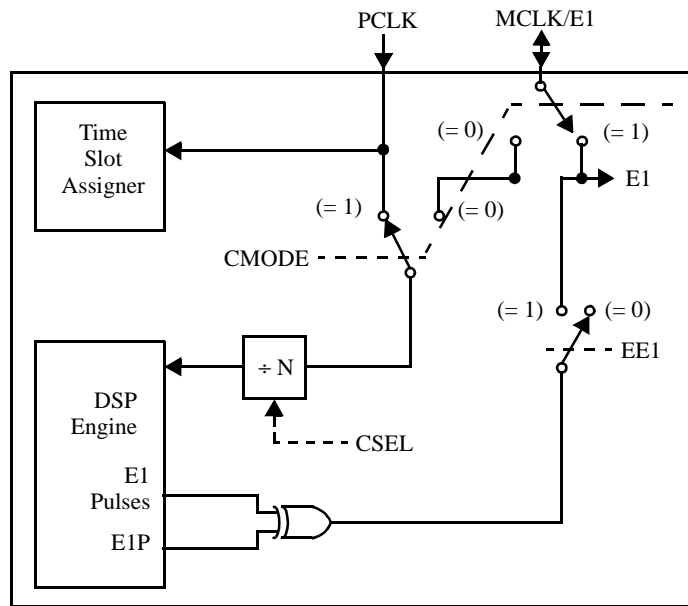 PCLK
MCLK/E1
Time
Slot
Assigner
(= 0)
(= 1)
E1
(= 1)
(= 0)
CMODE
(= 1)
(= 0)
EE1
÷ N
DSP
Engine
CSEL
E1
Pulses
E1P